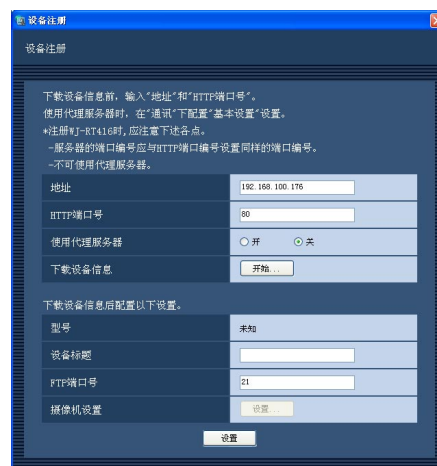 设备注册
设备注册
下载设备信息前，输入"地址"和"HTTP端口号"。
使用代理服务器时，在"通讯"下配置"基本设置"设置。
*注册WJ-RT416时,应注意下述各点。
-服务器的端口编号应与HTTP端口编号设置同样的端口编号。
-不可使用代理服务器。
地址 192.168.100.176
HTTP端口号 80
使用代理服务器 开 关
下载设备信息 开始...
下载设备信息后配置以下设置。
型号 未知
设备标题
FTP端口号 21
摄像机设置 设置...
设置